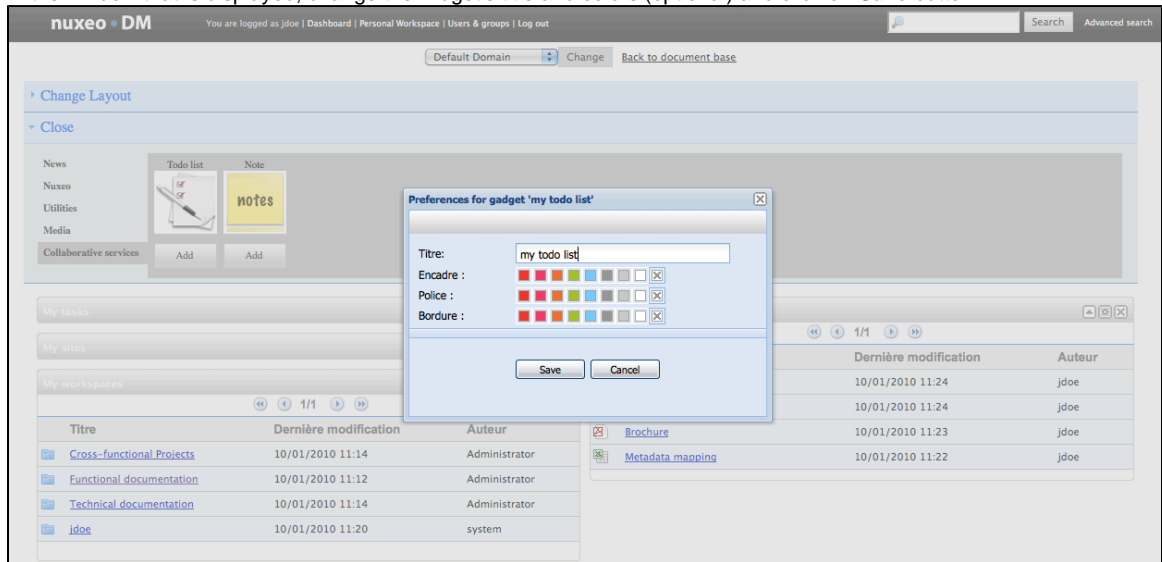 nuxeo DM
You are logged as jdoe | Dashboard | Personal Workspace | Users & groups | Log out
Search
Advanced search
Default Domain
Change
Back to document base
Change Layout
Close
News
Nuxeo
Utilities
Media
Collaborative services
Todo list
Note
notes
Add
Add
Preferences for gadget 'my todo list'
Titre:
my todo list
Encadre :
Police :
Bordure :
Save
Cancel
My tasks
My sites
My workspaces
1/1
Titre Dernière modification Auteur
Cross-functional Projects 10/01/2010 11:14 Administrator
Functional documentation 10/01/2010 11:12 Administrator
Technical documentation 10/01/2010 11:14 Administrator
jdoe 10/01/2010 11:20 system
1/1
Dernière modification Auteur
10/01/2010 11:24 jdoe
10/01/2010 11:24 jdoe
Brochure 10/01/2010 11:23 jdoe
Metadata mapping 10/01/2010 11:22 jdoe